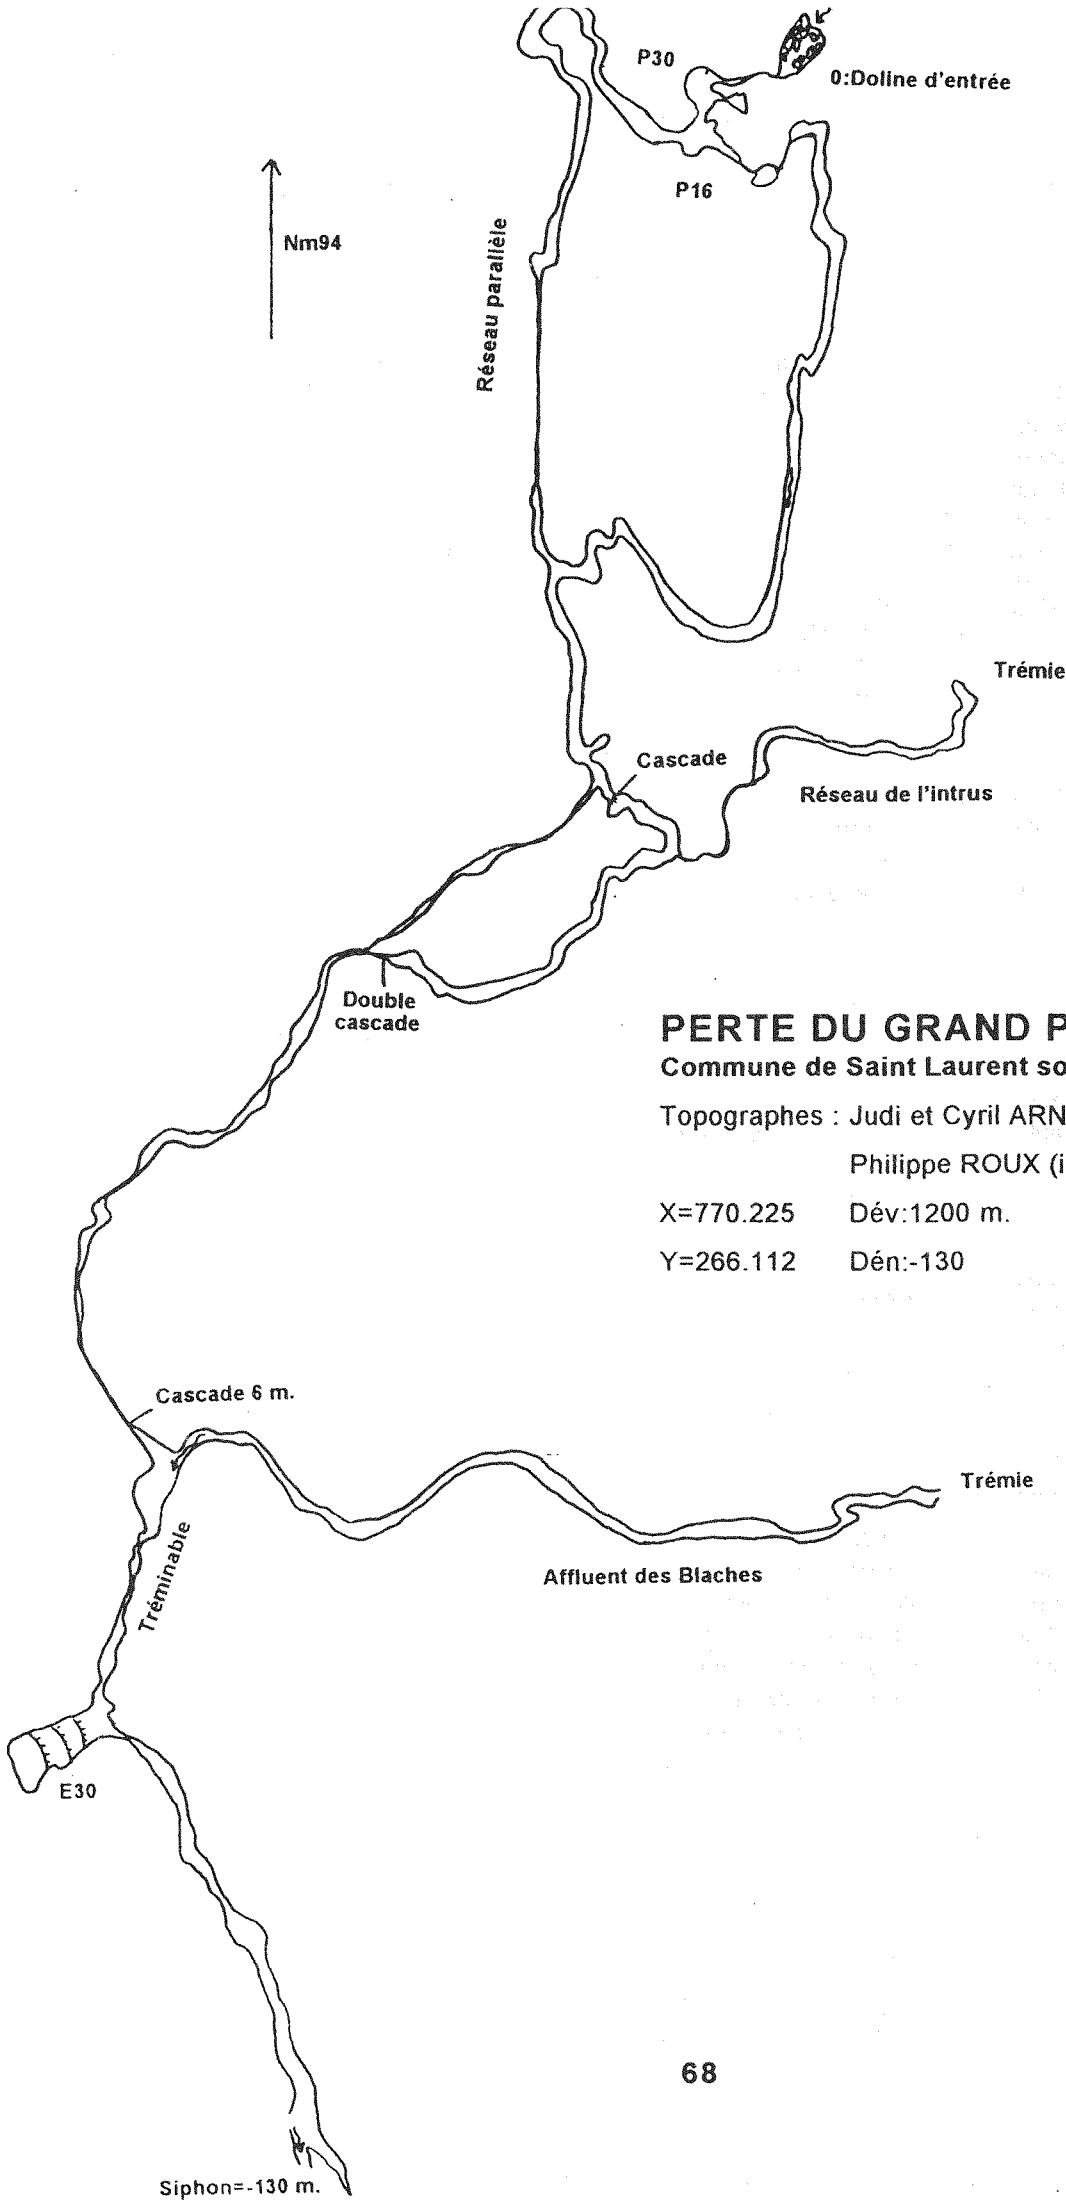 P30
0:Doline d'entrée
P16
Nm94
Réseau parallèle
Trémie
Cascade
Réseau de l'intrus
Double
cascade
PERTE DU GRAND P
Commune de Saint Laurent so
Topographes : Judi et Cyril ARN
Philippe ROUX (i
X=770.225 Dév:1200 m.
Y=266.112 Dén:-130
Cascade 6 m.
Trémie
Tréminable
Affluent des Blaches
E30
68
Siphon=-130 m.